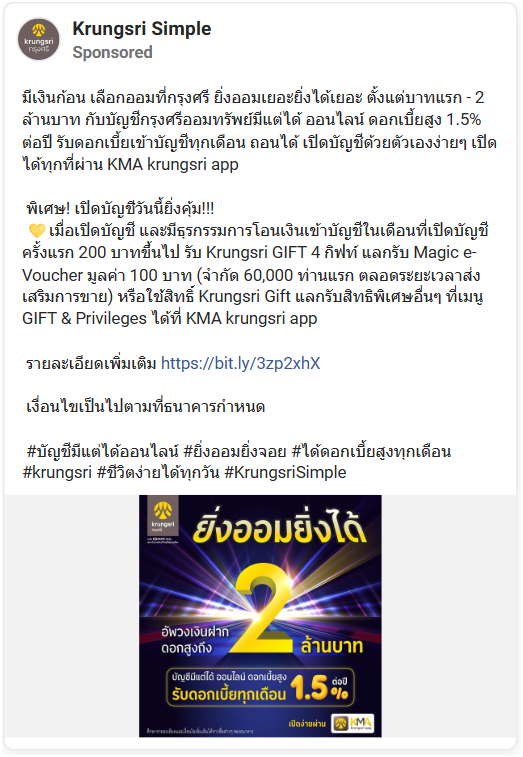 Krungsri Simple
Sponsored
มีเงินก้อน เลือกออมที่กรุงศรี ยิ่งออมเยอะยิ่งได้เยอะ ตั้งแต่บาทแรก - 2
ล้านบาท กับบัญชีกรุงศรีออมทรัพย์มีแต่ได้ ออนไลน์ ดอกเบี้ยสูง 1.5%
ต่อปี รับดอกเบี้ยเข้าบัญชีทุกเดือน ถอนได้ เปิดบัญชีด้วยตัวเองง่ายๆ เปิด
ได้ทุกที่ผ่าน KMA krungsri app
พิเศษ! เปิดบัญชีวันนี้ยิ่งคุ้ม!!!
💛 เมื่อเปิดบัญชี และมีธุรกรรมการโอนเงินเข้าบัญชีในเดือนที่เปิดบัญชี
ครั้งแรก 200 บาทขึ้นไป รับ Krungsri GIFT 4 กิฟท์ แลกรับ Magic e-
Voucher มูลค่า 100 บาท (จำกัด 60,000 ท่านแรก ตลอดระยะเวลาส่ง
เสริมการขาย) หรือใช้สิทธิ์ Krungsri Gift แลกรับสิทธิพิเศษอื่นๆ ที่เมนู
GIFT & Privileges ได้ที่ KMA krungsri app
รายละเอียดเพิ่มเติม https://bit.ly/3zp2xhX
เงื่อนไขเป็นไปตามที่ธนาคารกำหนด
#บัญชีมีแต่ได้ออนไลน์ #ยิ่งออมยิ่งจอย #ได้ดอกเบี้ยสูงทุกเดือน
#krungsri #ชีวิตง่ายได้ทุกวัน #KrungsriSimple
krungsri
กรุงศรี
ยิ่งออมยิ่งได้
อัพวงเงินฝาก
ดอกสูงถึง
2
ล้านบาท
บัญชีมีแต่ได้ ออนไลน์ ดอกเบี้ยสูง
รับดอกเบี้ยทุกเดือน
1.5
ต่อปี
%
เปิดง่ายผ่าน
KMA